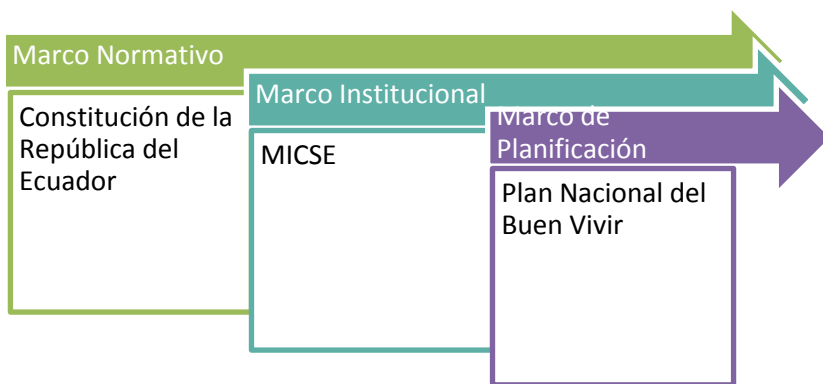 Marco Normativo
Constitución de la
República del
Ecuador
Marco Institucional
MICSE
Marco de
Planificación
Plan Nacional del
Buen Vivir